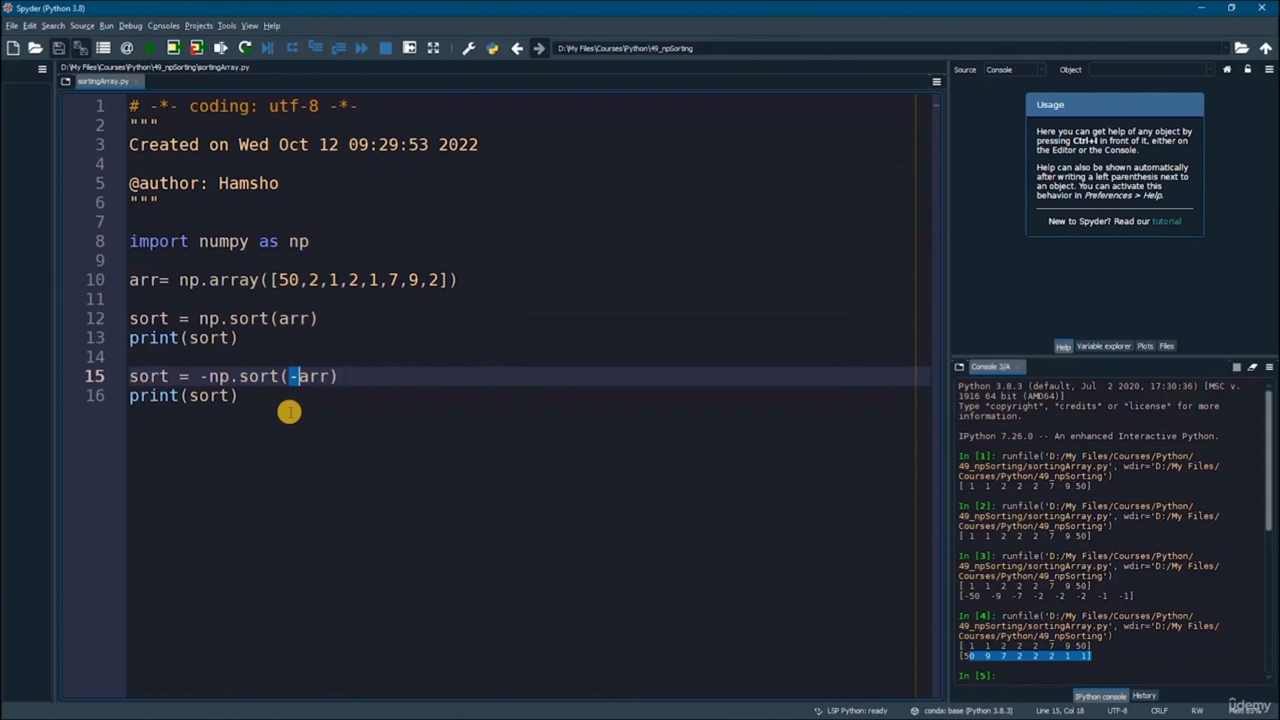 Spyder (Python 3.8)
File Edit Search Source Run Debug Consoles Projects Tools View Help
D:\My Files\Courses\Python\49_npSorting
D:\My Files\Courses\Python\49_npSorting\sortingArray.py
sortingArray.py
1 # -*- coding: utf-8 -*-
2 """
3 Created on Wed Oct 12 09:29:53 2022
4
5 @author: Hamsho
6 """
7
8 import numpy as np
9
10 arr= np.array([50,2,1,2,1,7,9,2])
11
12 sort = np.sort(arr)
13 print(sort)
14
15 sort = -np.sort(-arr)
16 print(sort)
Source Console Object
Usage
Here you can get help of any object by
pressing Ctrl+I in front of it, either on
the Editor or the Console.
Help can also be shown automatically
after writing a left parenthesis next to
an object. You can activate this
behavior in Preferences > Help.
New to Spyder? Read our tutorial
Help Variable explorer Plots Files
Console 3/A
Python 3.8.3 (default, Jul 2 2020, 17:30:36) [MSC v.
1916 64 bit (AMD64)]
Type "copyright", "credits" or "license" for more
information.
IPython 7.26.0 -- An enhanced Interactive Python.
In [1]: runfile('D:/My Files/Courses/Python/
49_npSorting/sortingArray.py', wdir='D:/My Files/
Courses/Python/49_npSorting')
[ 1 1 2 2 2 7 9 50]
In [2]: runfile('D:/My Files/Courses/Python/
49_npSorting/sortingArray.py', wdir='D:/My Files/
Courses/Python/49_npSorting')
[ 1 1 2 2 2 7 9 50]
In [3]: runfile('D:/My Files/Courses/Python/
49_npSorting/sortingArray.py', wdir='D:/My Files/
Courses/Python/49_npSorting')
[ 1 1 2 2 2 7 9 50]
[-50 -9 -7 -2 -2 -2 -1 -1]
In [4]: runfile('D:/My Files/Courses/Python/
49_npSorting/sortingArray.py', wdir='D:/My Files/
Courses/Python/49_npSorting')
[ 1 1 2 2 2 7 9 50]
[50 9 7 2 2 2 1 1]
In [5]:
IPython console History
LSP Python: ready conda: base (Python 3.8.3) Line 15, Col 18 UTF-8 CRLF RW
ûdemy